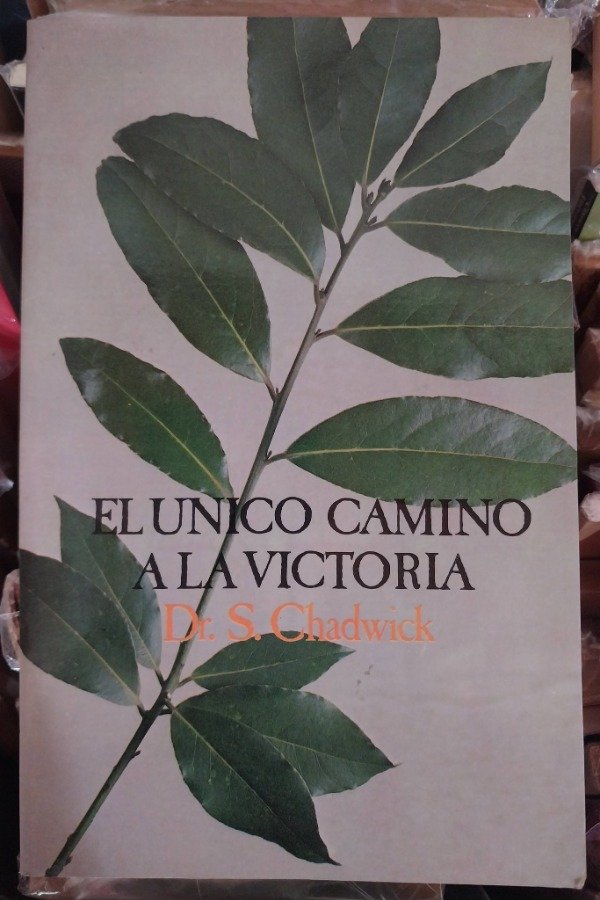 EL UNICO CAMINO
A LA VICTORIA
Dr. S. Chadwick